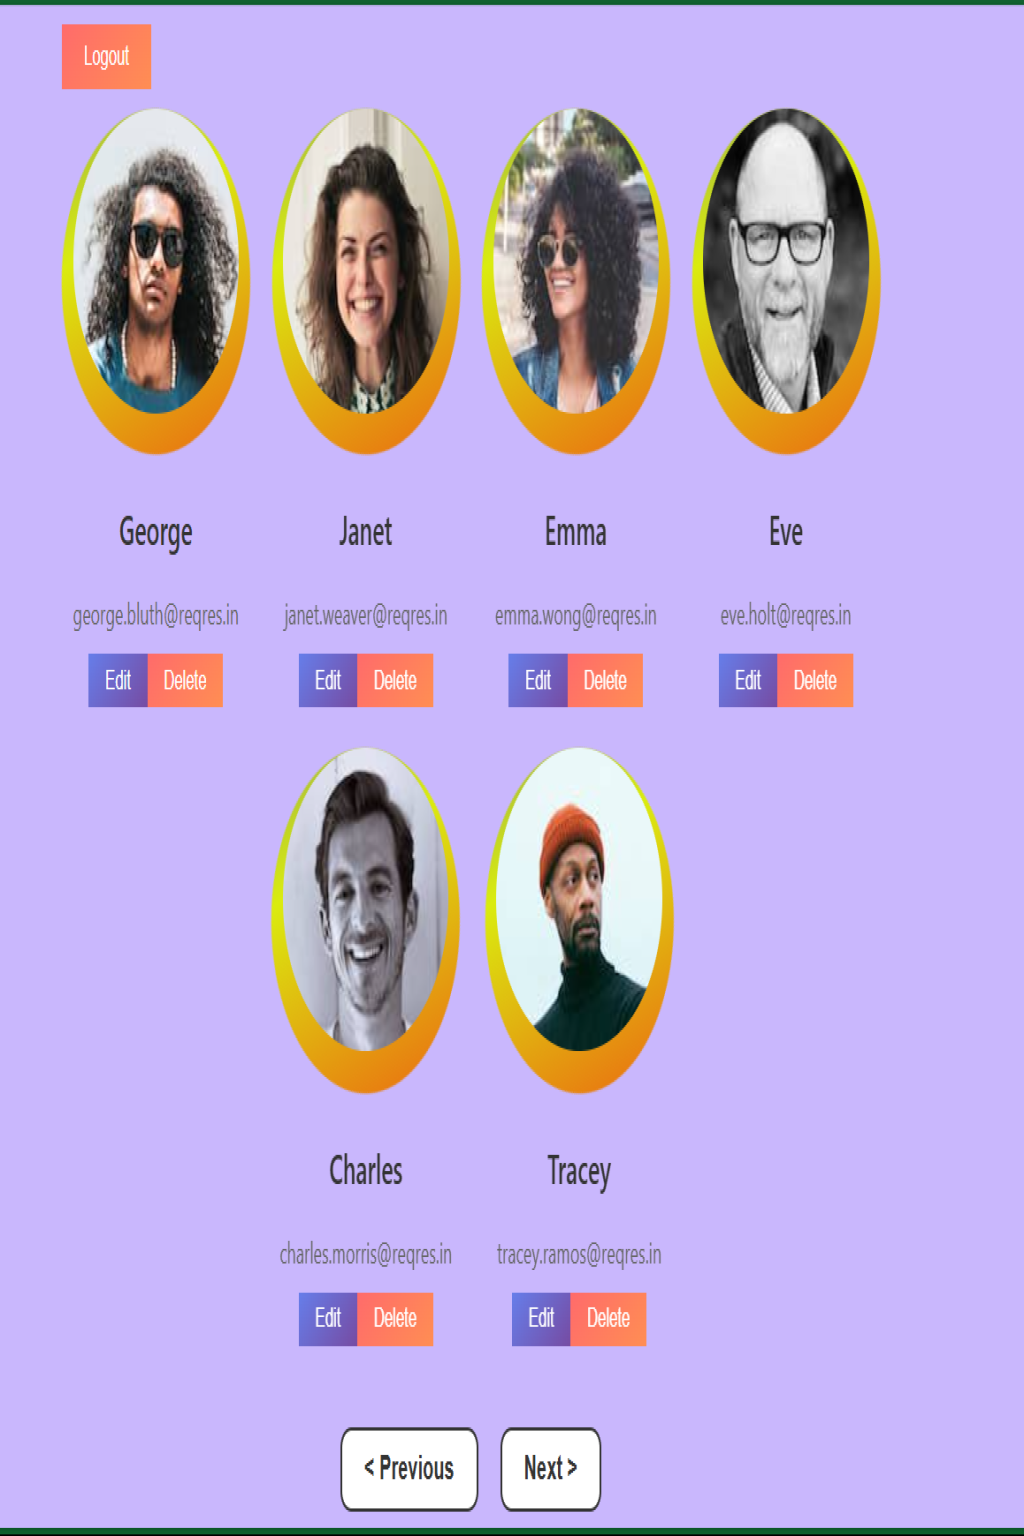 Logout
George Janet Emma Eve
george.bluth@reqres.in janet.weaver@reqres.in emma.wong@reqres.in eve.holt@reqres.in
Edit Delete Edit Delete Edit Delete Edit Delete
Charles Tracey
charles.morris@reqres.in tracey.ramos@reqres.in
Edit Delete Edit Delete
< Previous Next >